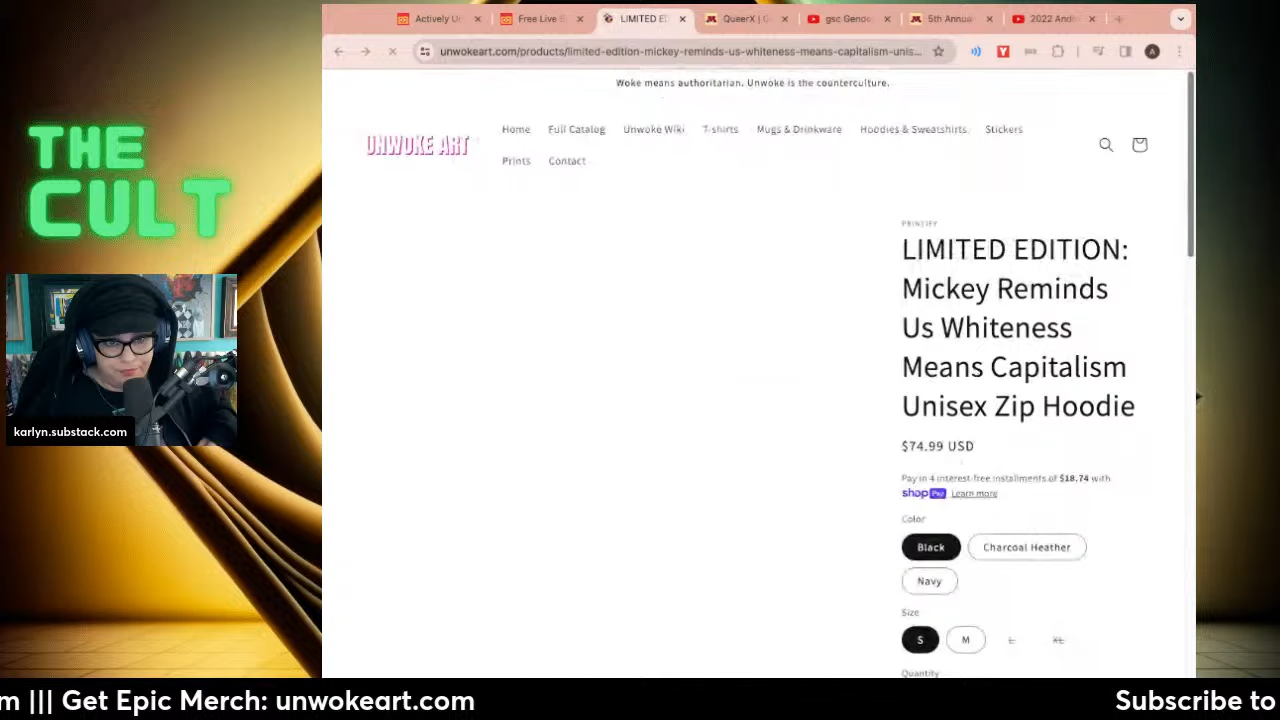 Actively U
Free Live E
LIMITED ED
QueerX | G
gsc Gende
5th Annua
2022 And
unwokeart.com/products/limited-edition-mickey-reminds-us-whiteness-means-capitalism-unis...
A
Woke means authoritarian. Unwoke is the counterculture.
THE
CULT
UNWOKE ART
Home
Full Catalog
Unwoke Wiki
T-shirts
Mugs & Drinkware
Hoodies & Sweatshirts
Stickers
Prints
Contact
PRINTIFY
LIMITED EDITION:
Mickey Reminds
Us Whiteness
Means Capitalism
Unisex Zip Hoodie
$74.99 USD
Pay in 4 interest-free installments of $18.74 with
shop Pay Learn more
Color
Black
Charcoal Heather
Navy
Size
S
M
L
XL
Quantity
karlyn.substack.com
m ||| Get Epic Merch: unwokeart.com
Subscribe to